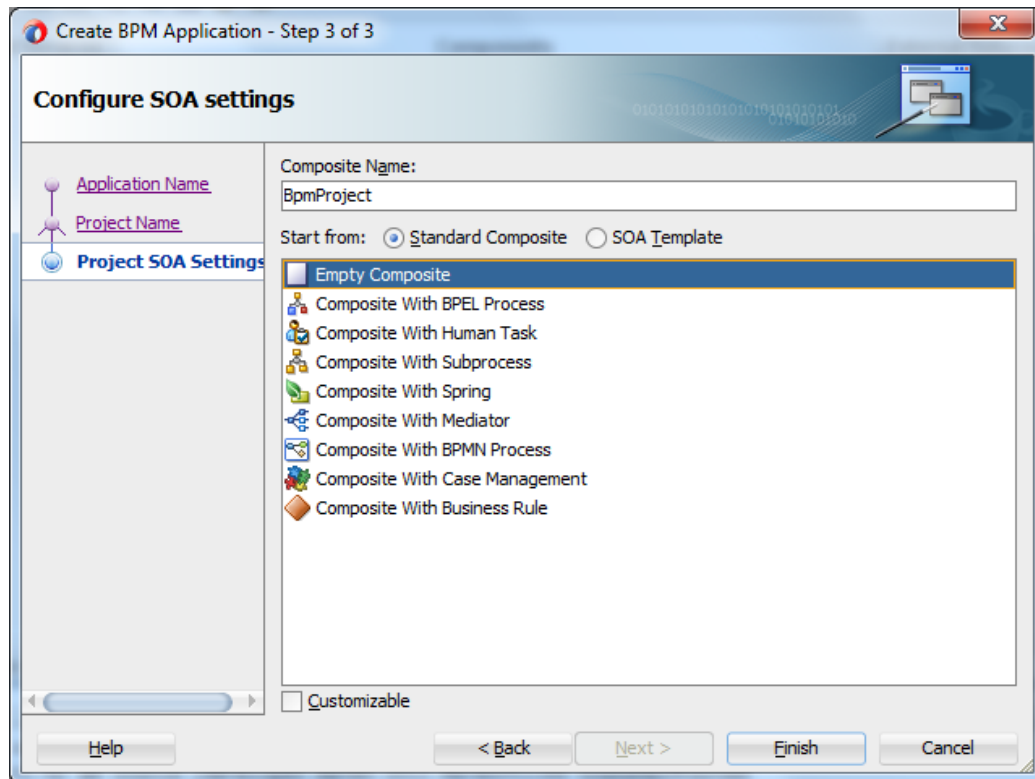 Create BPM Application - Step 3 of 3
Configure SOA settings
Application Name
Project Name
Project SOA Settings
Composite Name:
BpmProject
Start from: Standard Composite SOA Template
Empty Composite
Composite With BPEL Process
Composite With Human Task
Composite With Subprocess
Composite With Spring
Composite With Mediator
Composite With BPMN Process
Composite With Case Management
Composite With Business Rule
Customizable
Help < Back Next > Finish Cancel